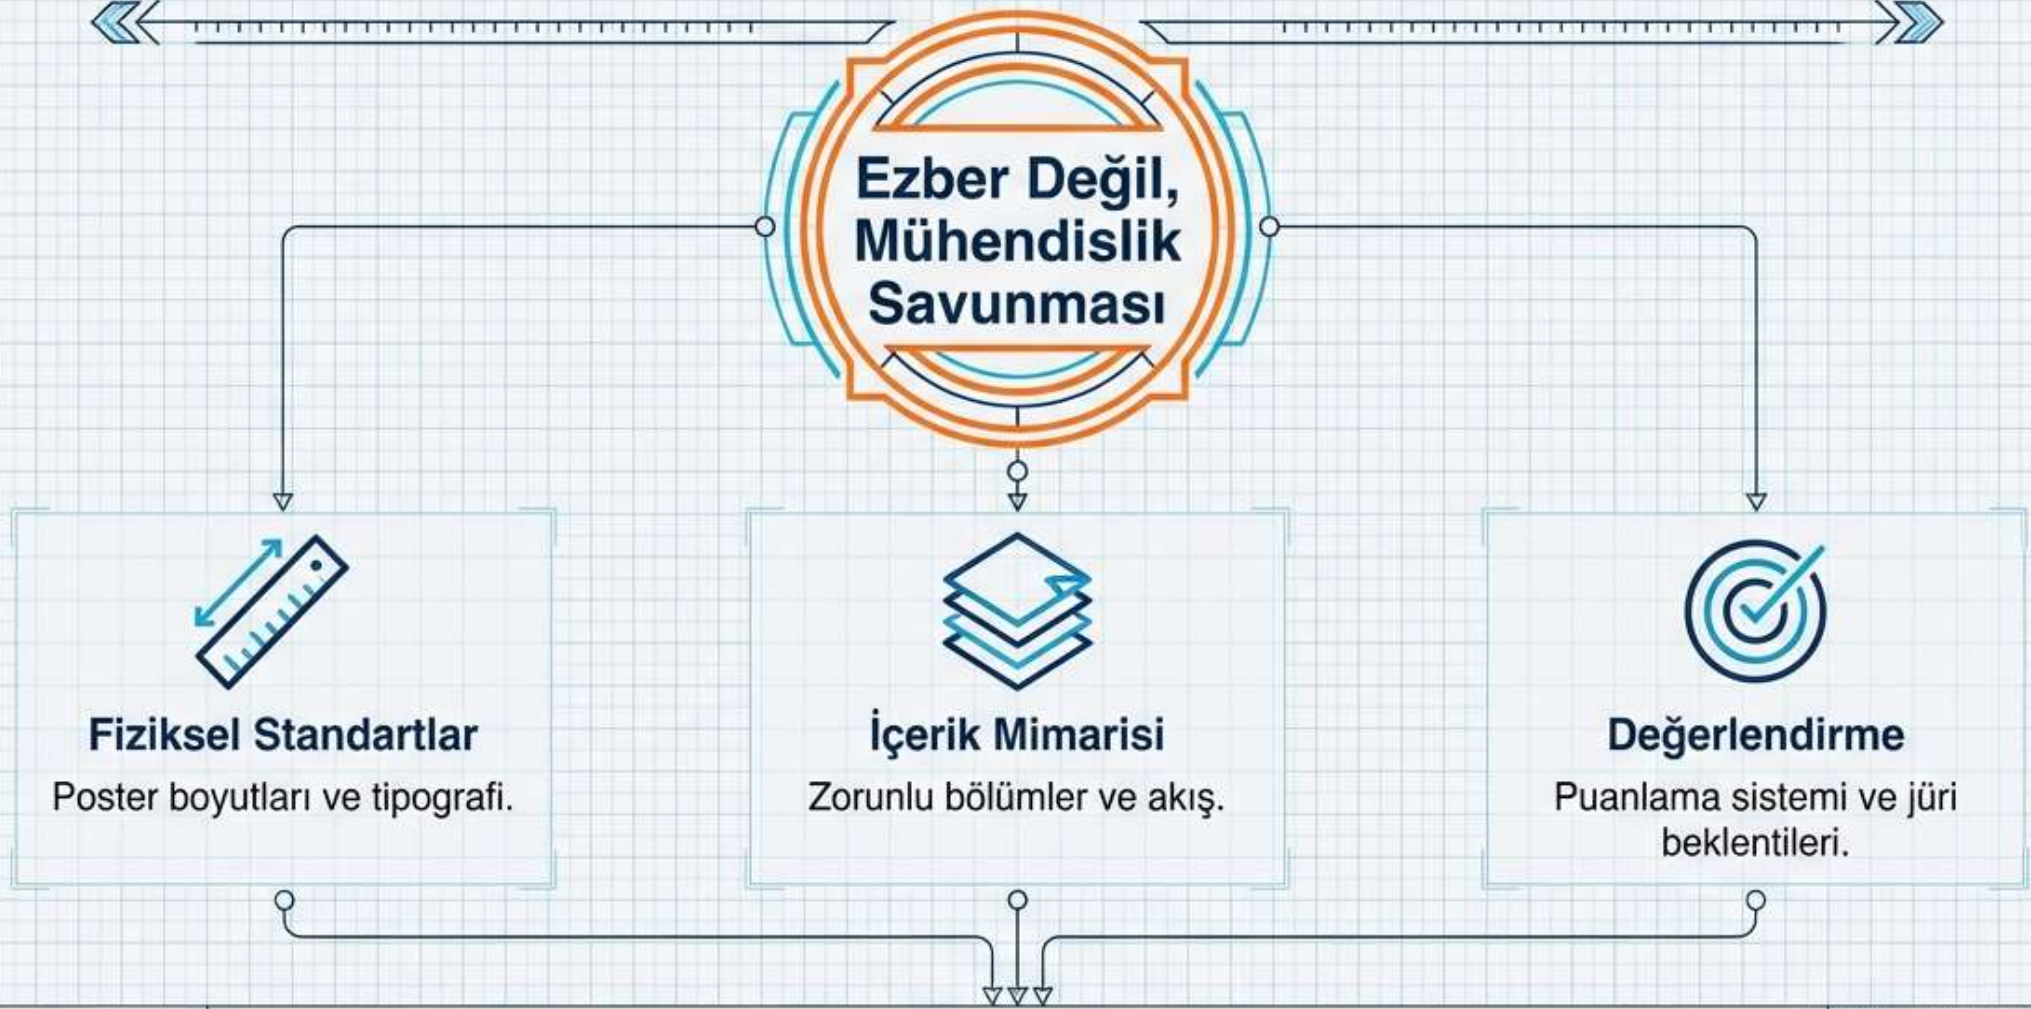 Ezber Değil,
Mühendislik
Savunması
Fiziksel Standartlar
Poster boyutları ve tipografi.
İçerik Mimarisi
Zorunlu bölümler ve akış.
Değerlendirme
Puanlama sistemi ve jüri
beklentileri.